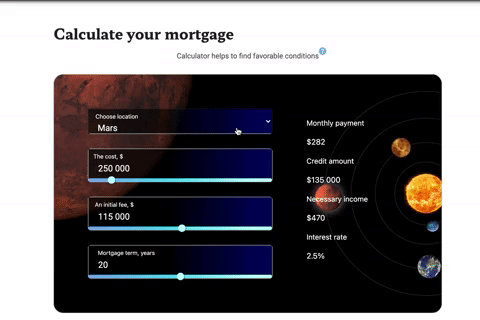 Calculate your mortgage
Calculator helps to find favorable conditions ?
Choose location
Mars
The cost, $
250 000
An initial fee, $
115 000
Mortgage term, years
20
Monthly payment
$282
Credit amount
$135 000
Necessary income
$470
Interest rate
2.5%